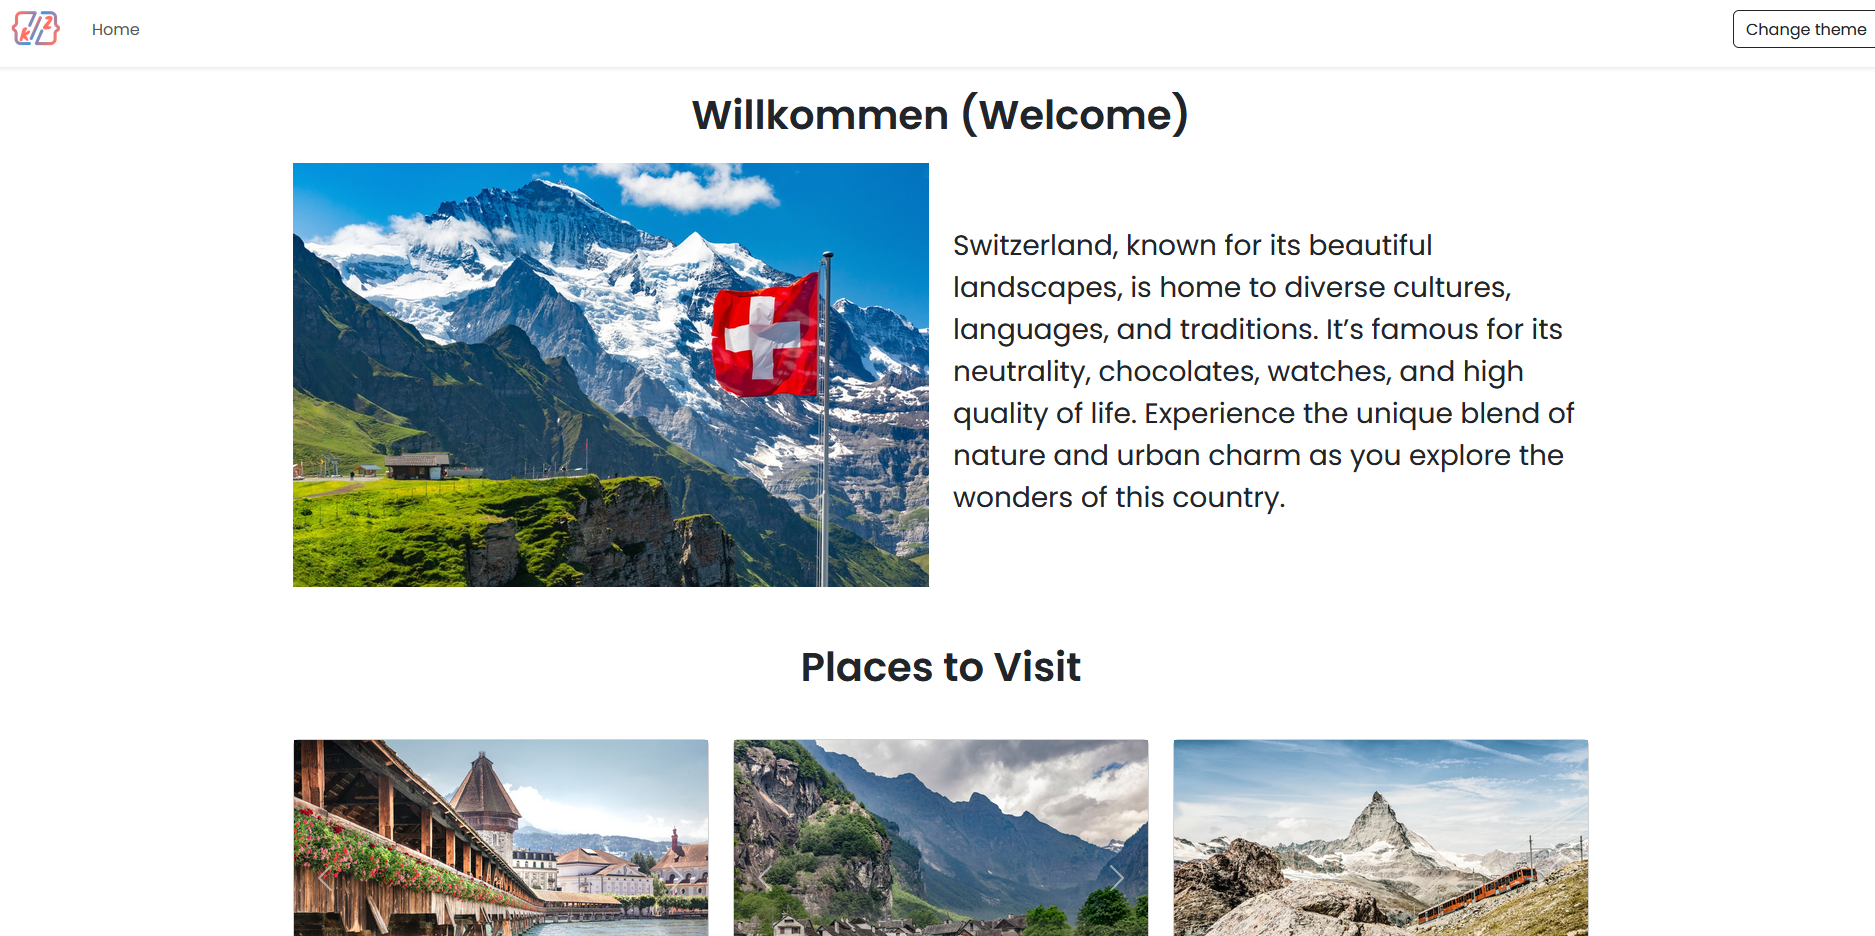 k//2
Home
Change theme
Willkommen (Welcome)
Switzerland, known for its beautiful
landscapes, is home to diverse cultures,
languages, and traditions. It’s famous for its
neutrality, chocolates, watches, and high
quality of life. Experience the unique blend of
nature and urban charm as you explore the
wonders of this country.
Places to Visit